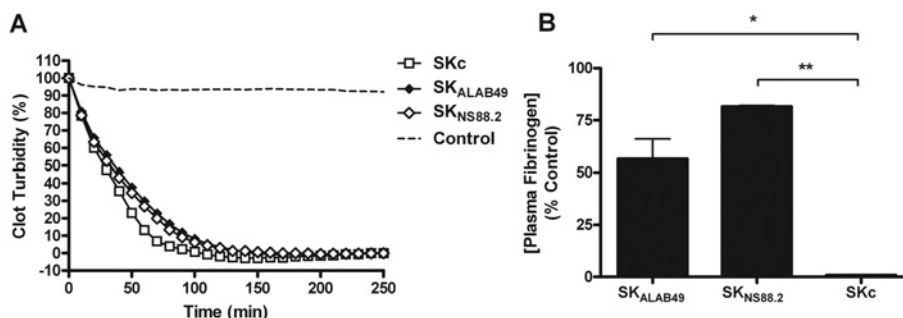 A
Clot Turbidity (%)
110
100
90
80
70
60
50
40
30
20
10
0
-10
0
50
100
150
200
250
Time (min)
SKc
SKALAB49
SKNS88.2
Control
B
*
**
[Plasma Fibrinogen]
(% Control)
100
75
50
25
0
SKALAB49
SKNS88.2
SKc